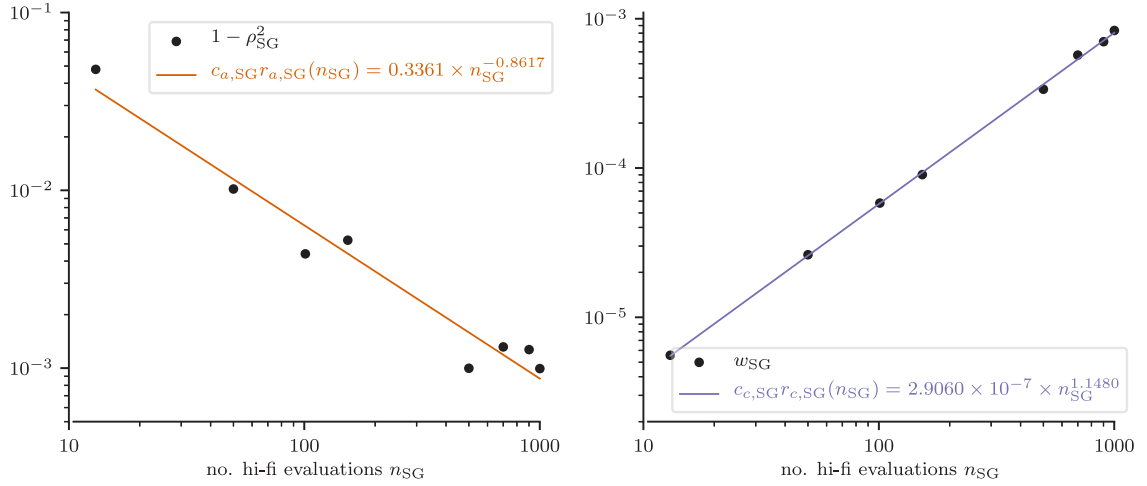 10⁻¹
10⁻²
10⁻³
10
100
1000
no. hi-fi evaluations n_SG
1 − ρ²_SG
c_{a,SG} r_{a,SG}(n_SG) = 0.3361 × n_SG^{−0.8617}
10⁻³
10⁻⁴
10⁻⁵
10
100
1000
no. hi-fi evaluations n_SG
w_SG
c_{c,SG} r_{c,SG}(n_SG) = 2.9060 × 10⁻⁷ × n_SG^{1.1480}